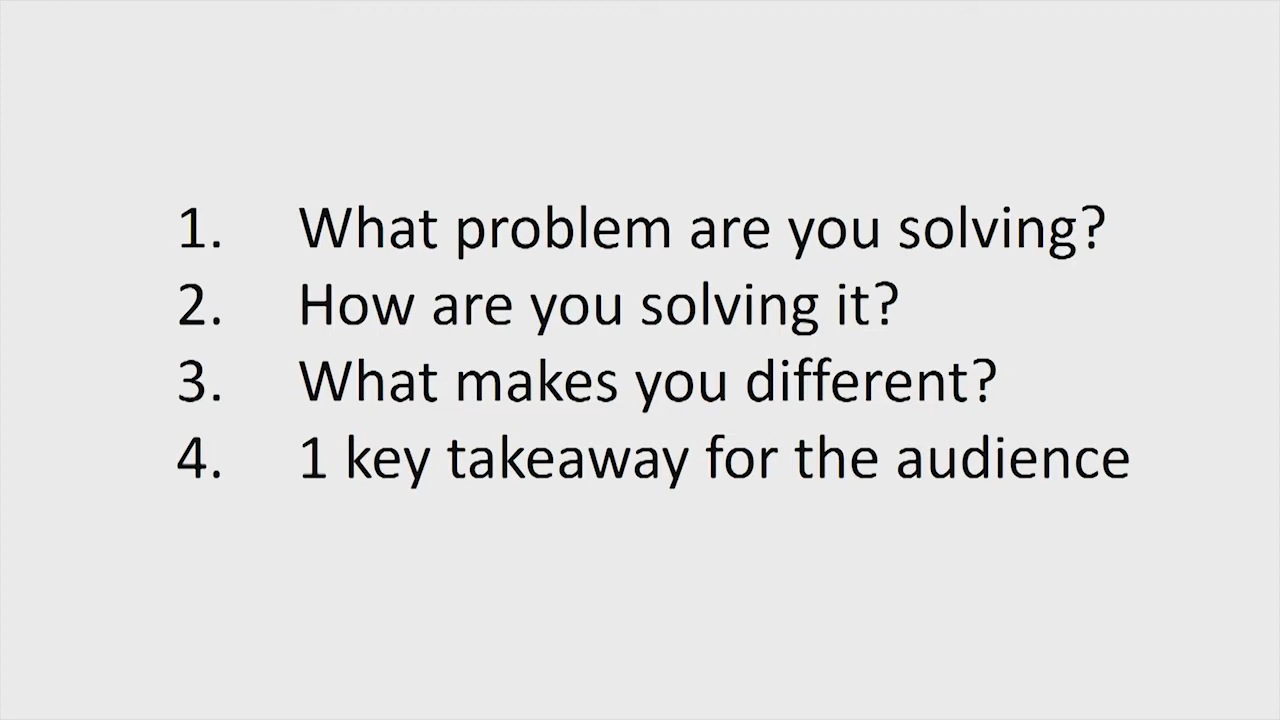 1. What problem are you solving?
2. How are you solving it?
3. What makes you different?
4. 1 key takeaway for the audience